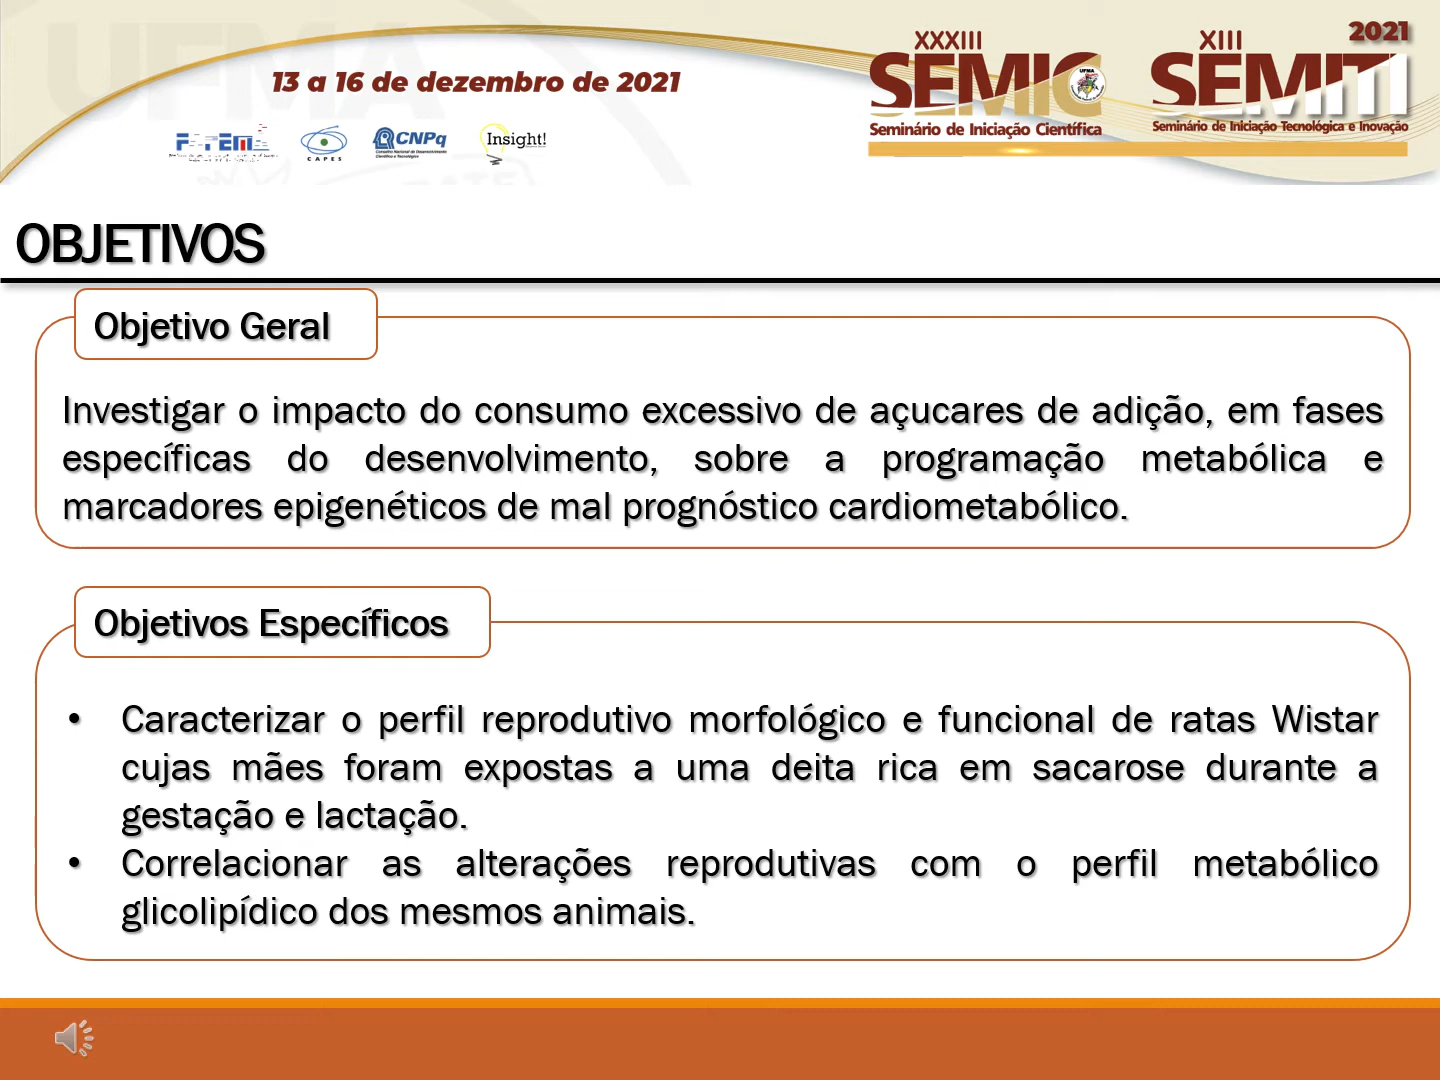 UFMA
13 a 16 de dezembro de 2021
CAPES
CNPq
Insight!
XXXIII
SEMIC
Seminário de Iniciação Científica
2021
XIII
SEMITI
Seminário de Iniciação Tecnológica e Inovação
OBJETIVOS
Objetivo Geral
Investigar o impacto do consumo excessivo de açucares de adição, em fases
específicas do desenvolvimento, sobre a programação metabólica e
marcadores epigenéticos de mal prognóstico cardiometabólico.
Objetivos Específicos
• Caracterizar o perfil reprodutivo morfológico e funcional de ratas Wistar
cujas mães foram expostas a uma deita rica em sacarose durante a
gestação e lactação.
• Correlacionar as alterações reprodutivas com o perfil metabólico
glicolipídico dos mesmos animais.